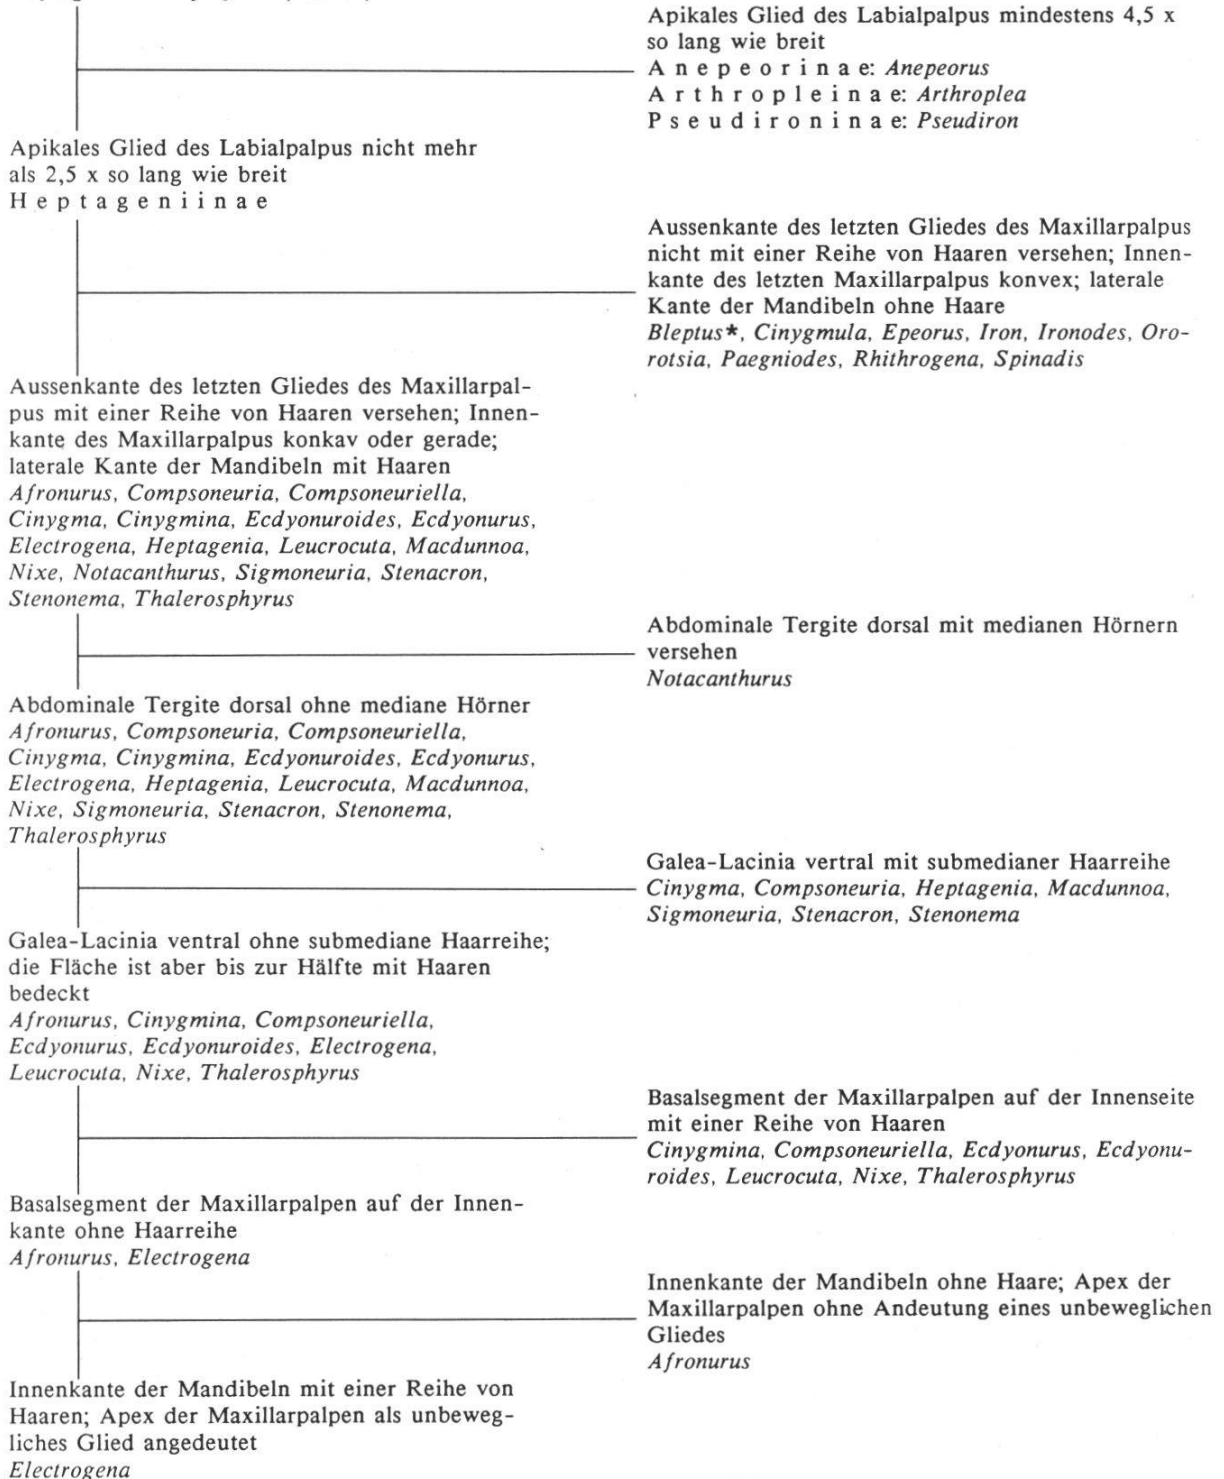 Apikales Glied des Labialpalpus mindestens 4,5 x
so lang wie breit
A n e p e o r i n a e: Anepeorus
A r t h r o p l e i n a e: Arthroplea
P s e u d i r o n i n a e: Pseudiron
Apikales Glied des Labialpalpus nicht mehr
als 2,5 x so lang wie breit
H e p t a g e n i i n a e
Aussenkante des letzten Gliedes des Maxillarpalpus
nicht mit einer Reihe von Haaren versehen; Innen-
kante des letzten Maxillarpalpus konvex; laterale
Kante der Mandibeln ohne Haare
Bleptus*, Cinygmula, Epeorus, Iron, Ironodes, Oro-
rotsia, Paegniodes, Rhithrogena, Spinadis
Aussenkante des letzten Gliedes des Maxillarpal-
pus mit einer Reihe von Haaren versehen; Innen-
kante des Maxillarpalpus konkav oder gerade;
laterale Kante der Mandibeln mit Haaren
Afronurus, Compsoneuria, Compsoneuriella,
Cinygma, Cinygmina, Ecdyonuroides, Ecdyonurus,
Electrogena, Heptagenia, Leucrocuta, Macdunnoa,
Nixe, Notacanthurus, Sigmoneuria, Stenacron,
Stenonema, Thalerosphyrus
Abdominale Tergite dorsal mit medianen Hörnern
versehen
Notacanthurus
Abdominale Tergite dorsal ohne mediane Hörner
Afronurus, Compsoneuria, Compsoneuriella,
Cinygma, Cinygmina, Ecdyonuroides, Ecdyonurus,
Electrogena, Heptagenia, Leucrocuta, Macdunnoa,
Nixe, Sigmoneuria, Stenacron, Stenonema,
Thalerosphyrus
Galea-Lacinia vertral mit submedianer Haarreihe
Cinygma, Compsoneuria, Heptagenia, Macdunnoa,
Sigmoneuria, Stenacron, Stenonema
Galea-Lacinia ventral ohne submediane Haarreihe;
die Fläche ist aber bis zur Hälfte mit Haaren
bedeckt
Afronurus, Cinygmina, Compsoneuriella,
Ecdyonurus, Ecdyonuroides, Electrogena,
Leucrocuta, Nixe, Thalerosphyrus
Basalsegment der Maxillarpalpen auf der Innenseite
mit einer Reihe von Haaren
Cinygmina, Compsoneuriella, Ecdyonurus, Ecdyonu-
roides, Leucrocuta, Nixe, Thalerosphyrus
Basalsegment der Maxillarpalpen auf der Innen-
kante ohne Haarreihe
Afronurus, Electrogena
Innenkante der Mandibeln ohne Haare; Apex der
Maxillarpalpen ohne Andeutung eines unbeweglichen
Gliedes
Afronurus
Innenkante der Mandibeln mit einer Reihe von
Haaren; Apex der Maxillarpalpen als unbeweg-
liches Glied angedeutet
Electrogena